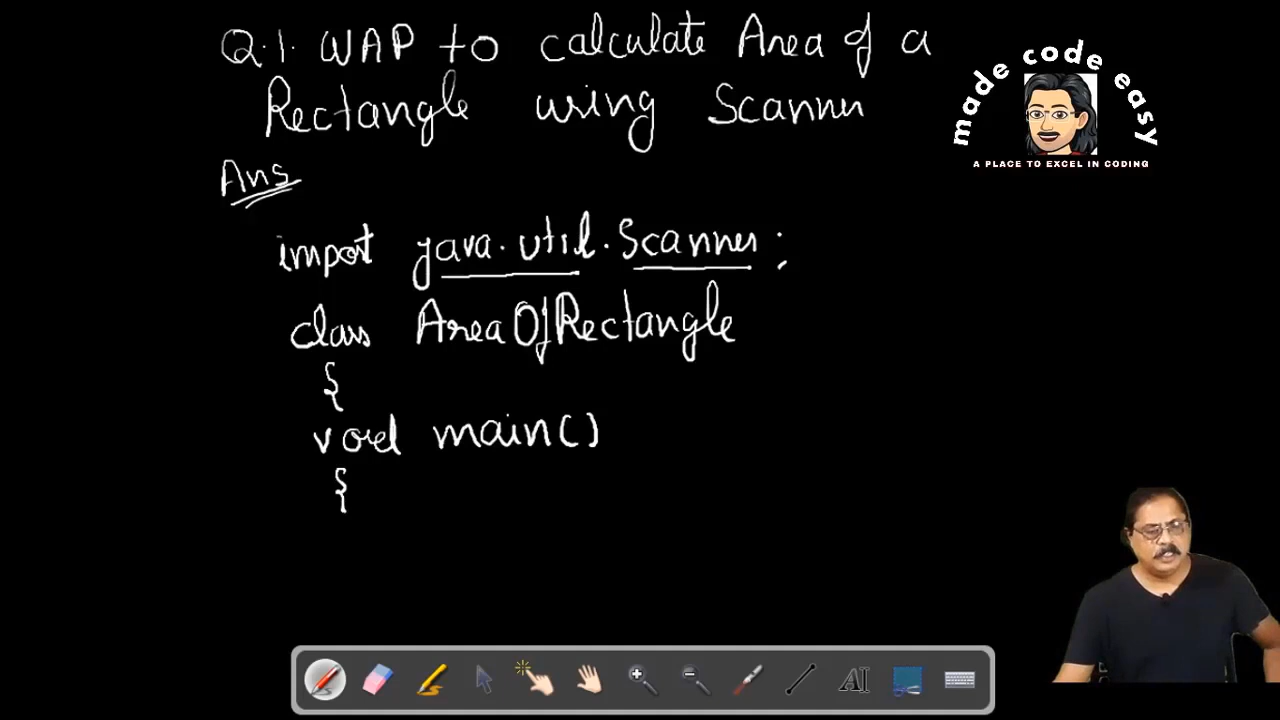 Q.1. WAP to calculate Area of a
Rectangle using Scanner
Ans
import java.util.Scanner;
class AreaOfRectangle
{
void main()
{
made code easy
A PLACE TO EXCEL IN CODING
AI